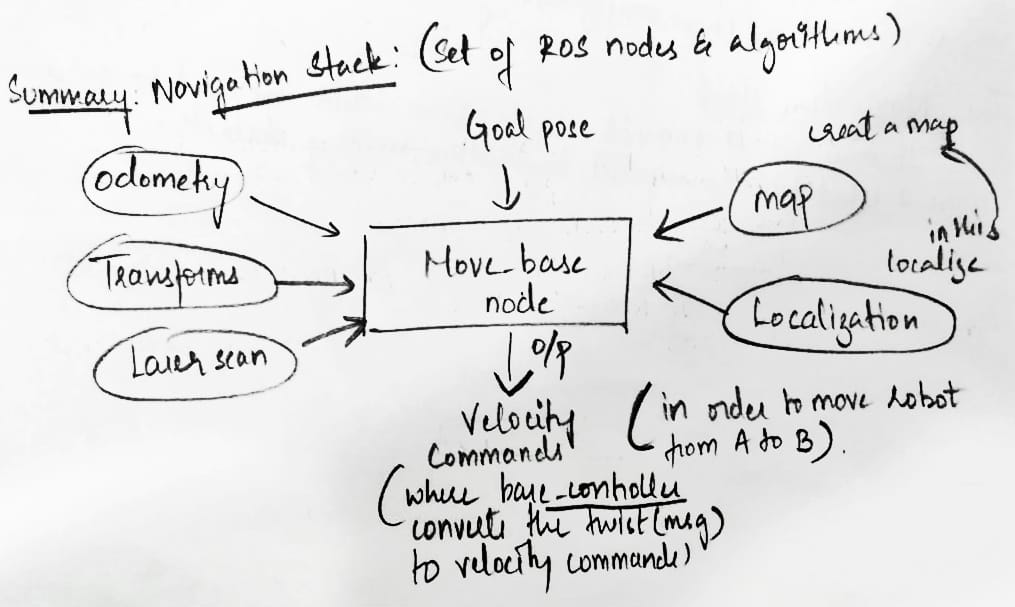 Summary: Navigation Stack: (Set of ROS nodes & algorithms)
Goal pose
creat a map
odometry
map
in this
localize
Transforms
Move_base
node
Localization
Laser scan
O/P
Velocity
Commands
(in order to move robot
from A to B).
(where base_controller
converts the twist(msg)
to velocity commands)